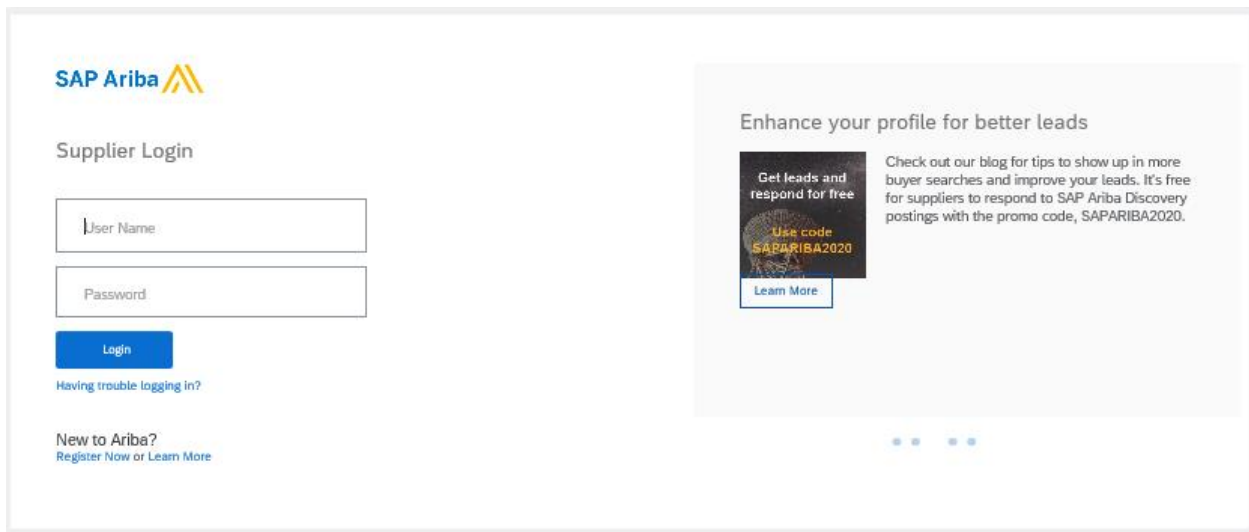 SAP Ariba
Supplier Login
User Name
Password
Login
Having trouble logging in?
New to Ariba?
Register Now or Learn More
Enhance your profile for better leads
Get leads and
respond for free
Use code
SAPARIBA2020
Learn More
Check out our blog for tips to show up in more
buyer searches and improve your leads. It's free
for suppliers to respond to SAP Ariba Discovery
postings with the promo code, SAPARIBA2020.